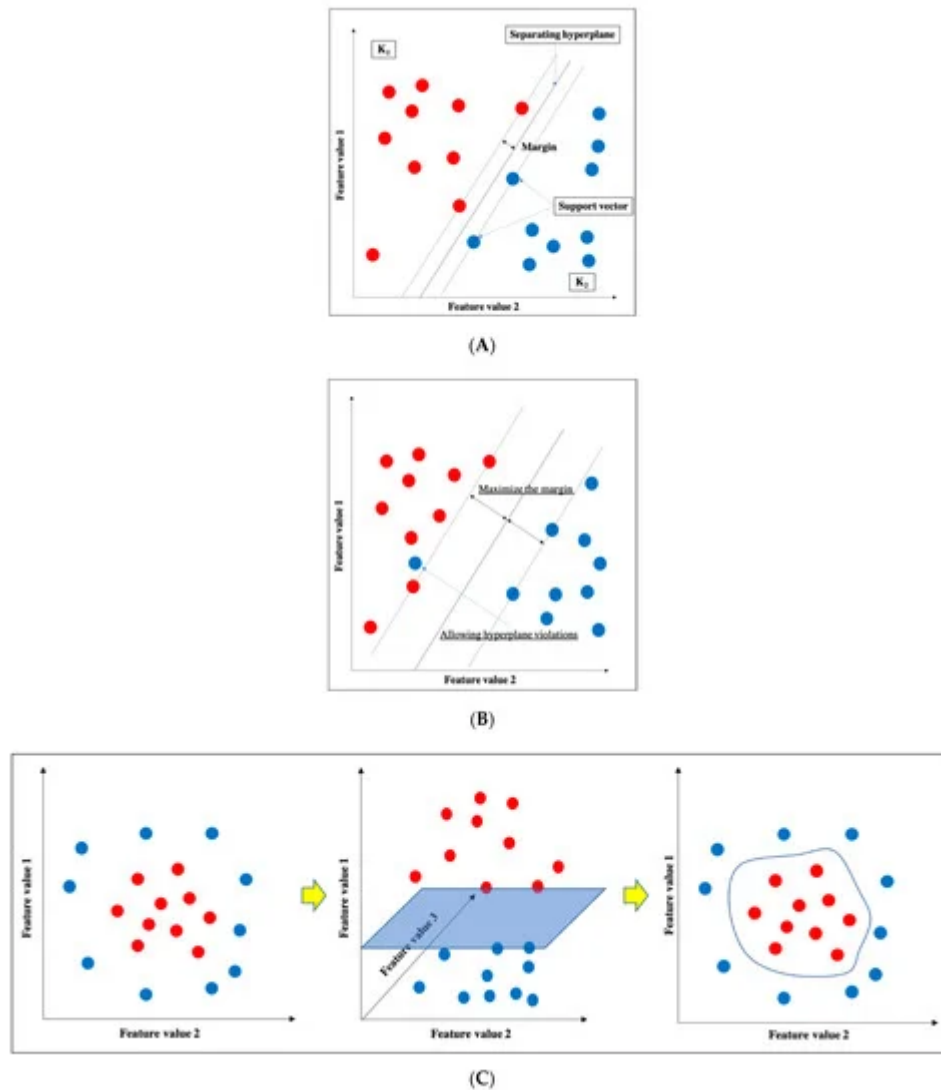 K₁
Separating hyperplane
Margin
Support vector
K₂
Feature value 1
Feature value 2
(A)
Maximize the margin
Allowing hyperplane violations
Feature value 1
Feature value 2
(B)
Feature value 1
Feature value 2
Feature value 1
Feature value 3
Feature value 2
Feature value 1
Feature value 2
(C)